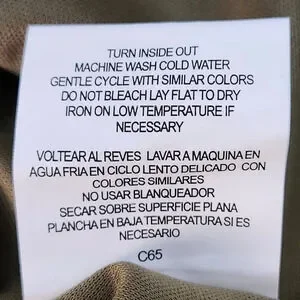 TURN INSIDE OUT
MACHINE WASH COLD WATER
GENTLE CYCLE WITH SIMILAR COLORS
DO NOT BLEACH LAY FLAT TO DRY
IRON ON LOW TEMPERATURE IF
NECESSARY
VOLTEAR AL REVES LAVAR A MAQUINA EN
AGUA FRIA EN CICLO LENTO DELICADO CON
COLORES SIMILARES
NO USAR BLANQUEADOR
SECAR SOBRE SUPERFICIE PLANA
PLANCHA EN BAJA TEMPERATURA SI ES
NECESARIO
C65